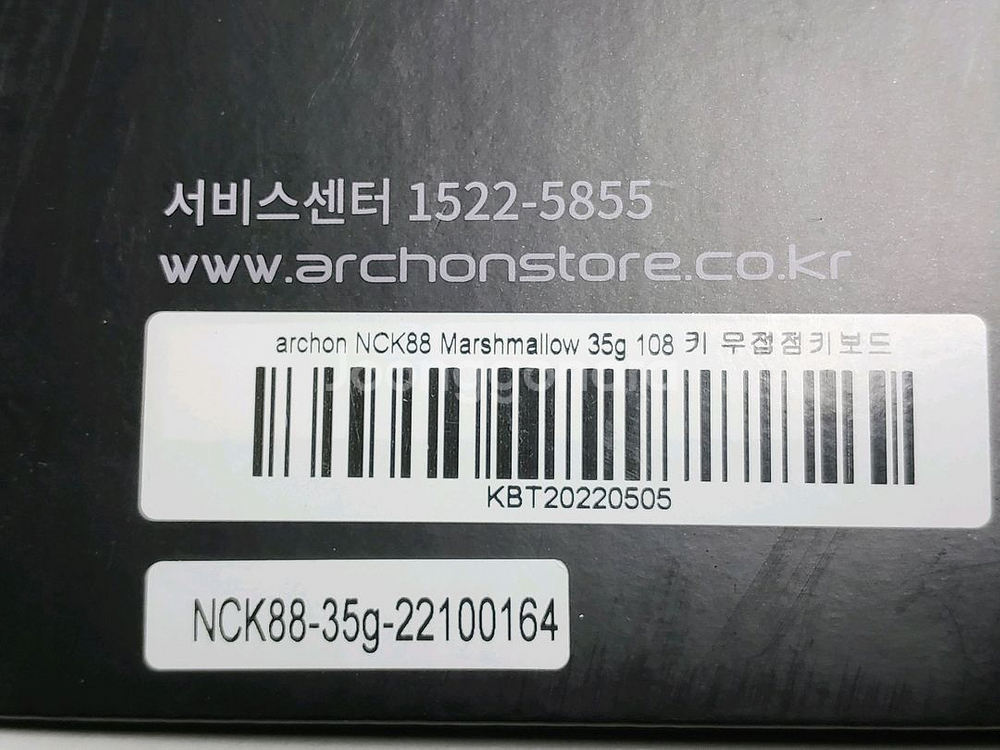 서비스센터 1522-5855
www.archonstore.co.kr
archon NCK88 Marshmallow 35g 108 키 무접점키보드
KBT20220505
NCK88-35g-22100164